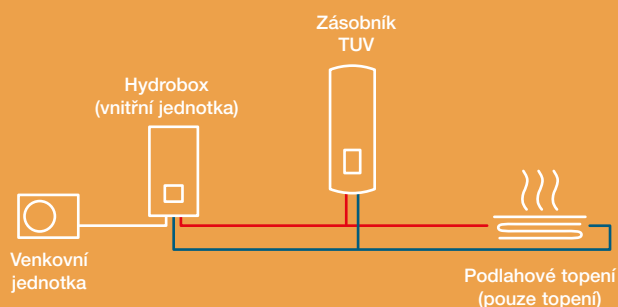 Zásobník
TUV
Hydrobox
(vnitřní jednotka)
Venkovní
jednotka
Podlahové topení
(pouze topení)